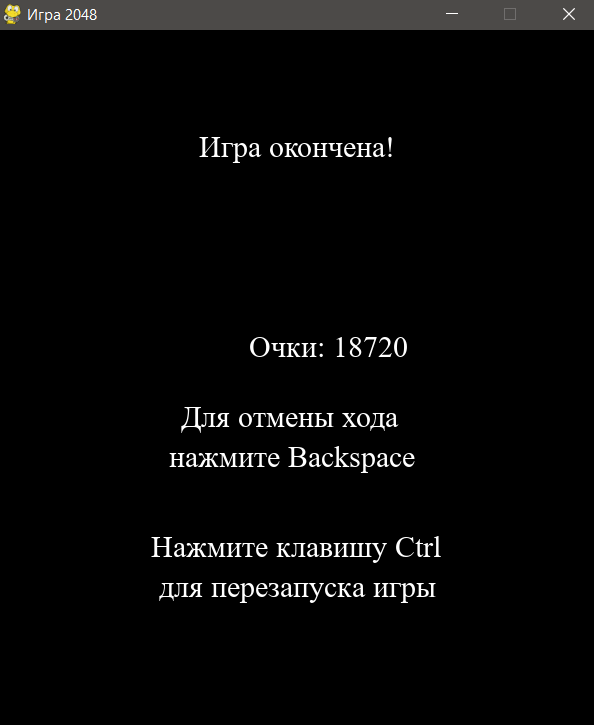 Игра 2048
Игра окончена!
Очки: 18720
Для отмены хода
нажмите Backspace
Нажмите клавишу Ctrl
для перезапуска игры